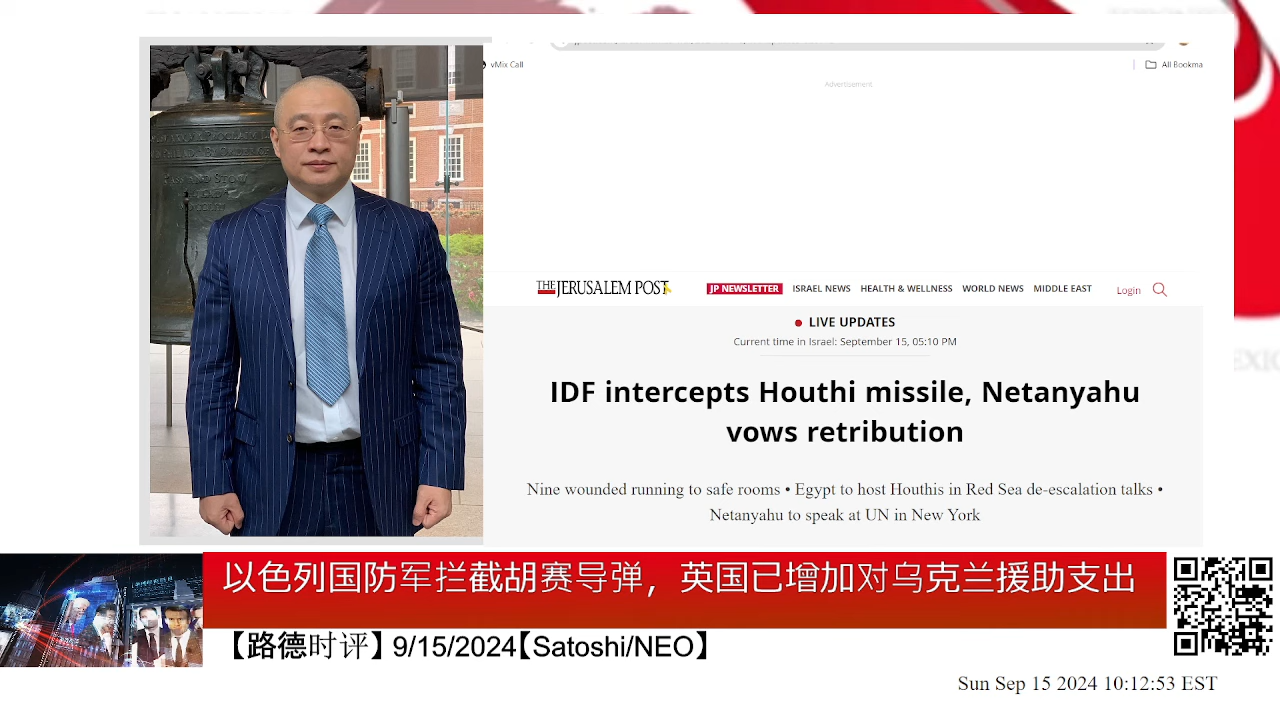 vMix Call
All Bookma
Advertisement
THE JERUSALEM POST
JP NEWSLETTER ISRAEL NEWS HEALTH & WELLNESS WORLD NEWS MIDDLE EAST Login
LIVE UPDATES
Current time in Israel: September 15, 05:10 PM
IDF intercepts Houthi missile, Netanyahu
vows retribution
Nine wounded running to safe rooms • Egypt to host Houthis in Red Sea de-escalation talks •
Netanyahu to speak at UN in New York
PASS AND STOW
以色列国防军拦截胡赛导弹，英国已增加对乌克兰援助支出
【路德时评】9/15/2024【Satoshi/NEO】
Sun Sep 15 2024 10:12:53 EST